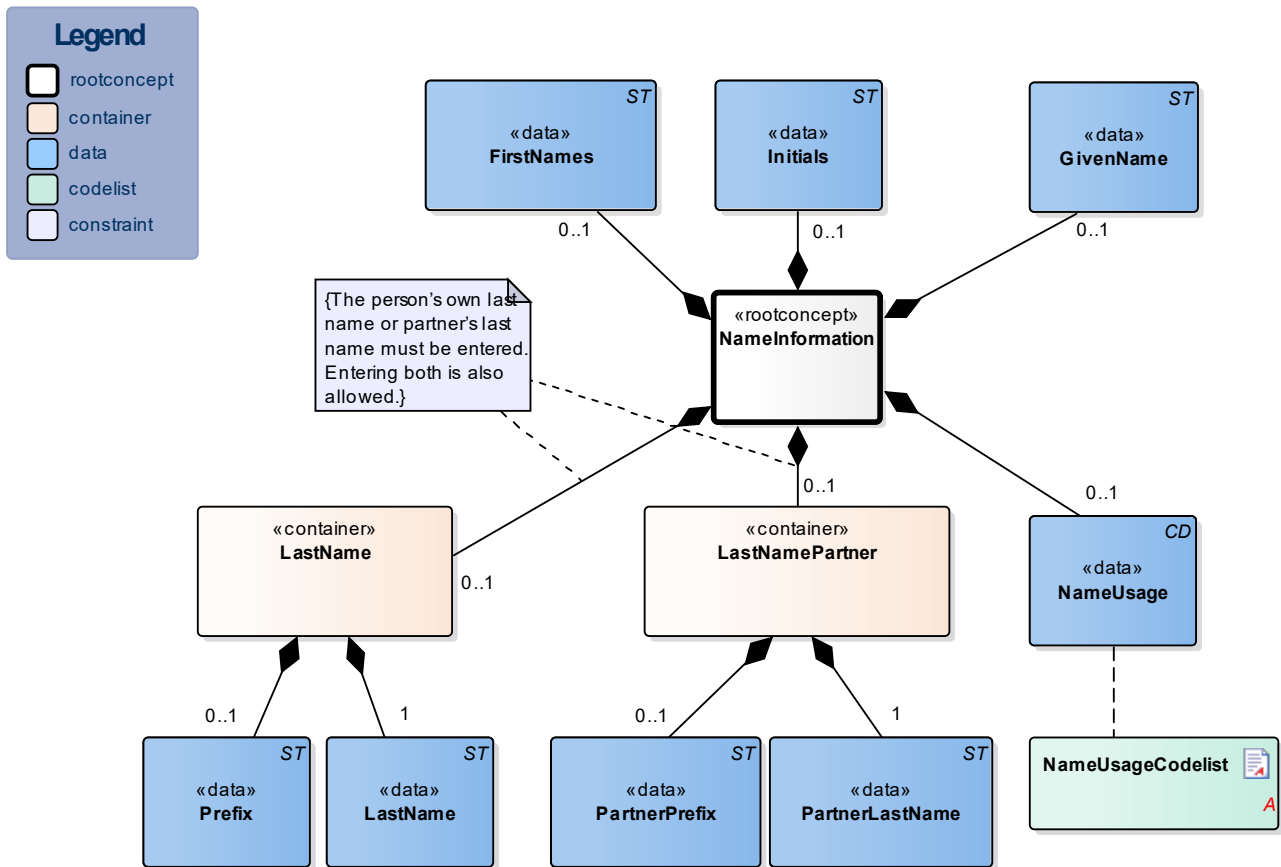 Legend
rootconcept
container
data
codelist
constraint
ST
«data»
FirstNames
ST
«data»
Initials
ST
«data»
GivenName
0..1
0..1
0..1
{The person's own last
name or partner's last
name must be entered.
Entering both is also
allowed.}
«rootconcept»
NameInformation
0..1
0..1
0..1
«container»
LastName
«container»
LastNamePartner
CD
«data»
NameUsage
0..1
1
0..1
1
ST
«data»
Prefix
ST
«data»
LastName
ST
«data»
PartnerPrefix
ST
«data»
PartnerLastName
NameUsageCodelist
A